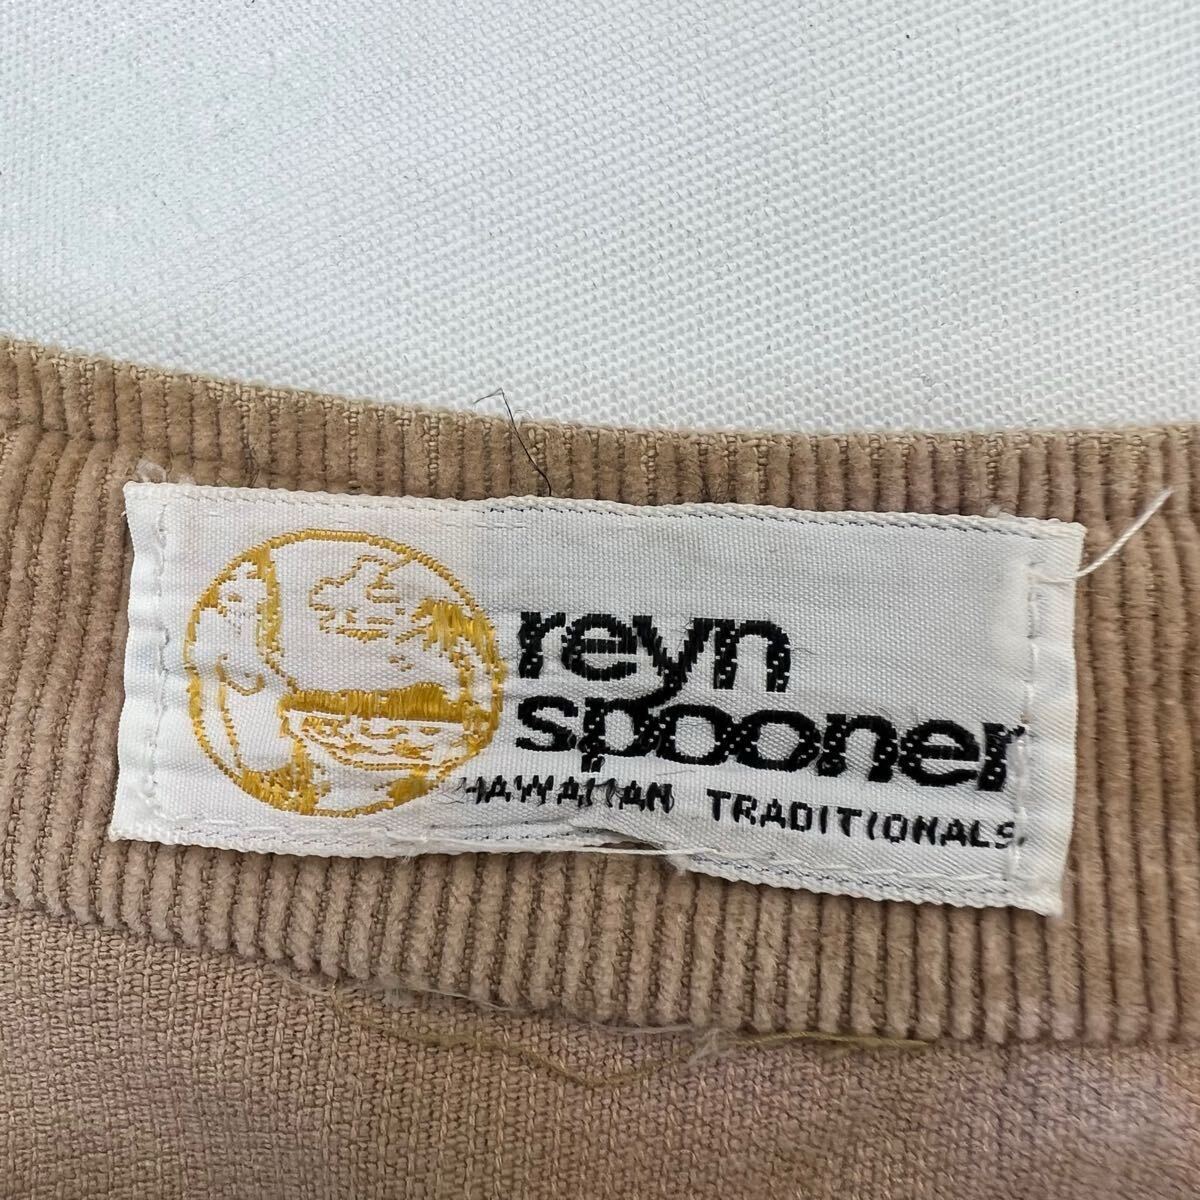 reyn
spooner
HAWAIIAN TRADITIONALS.